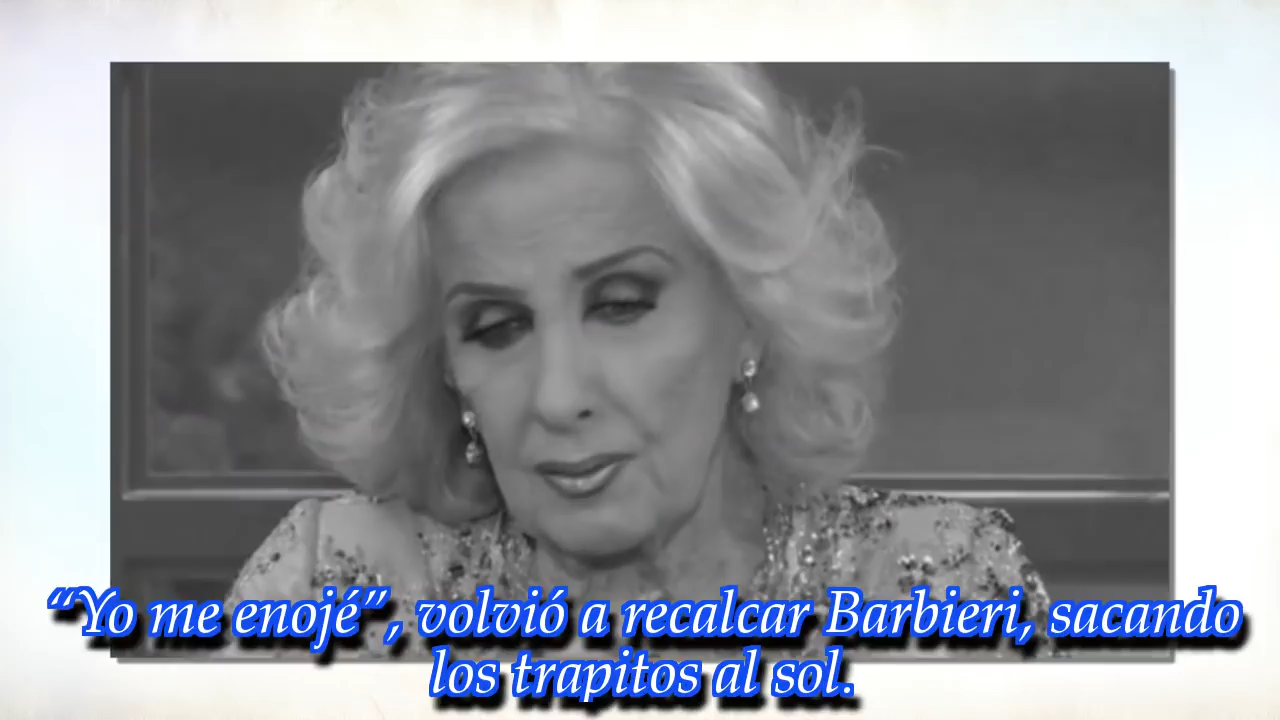 “Yo me enojé”, volvió a recalcar Barbieri, sacando
los trapitos al sol.